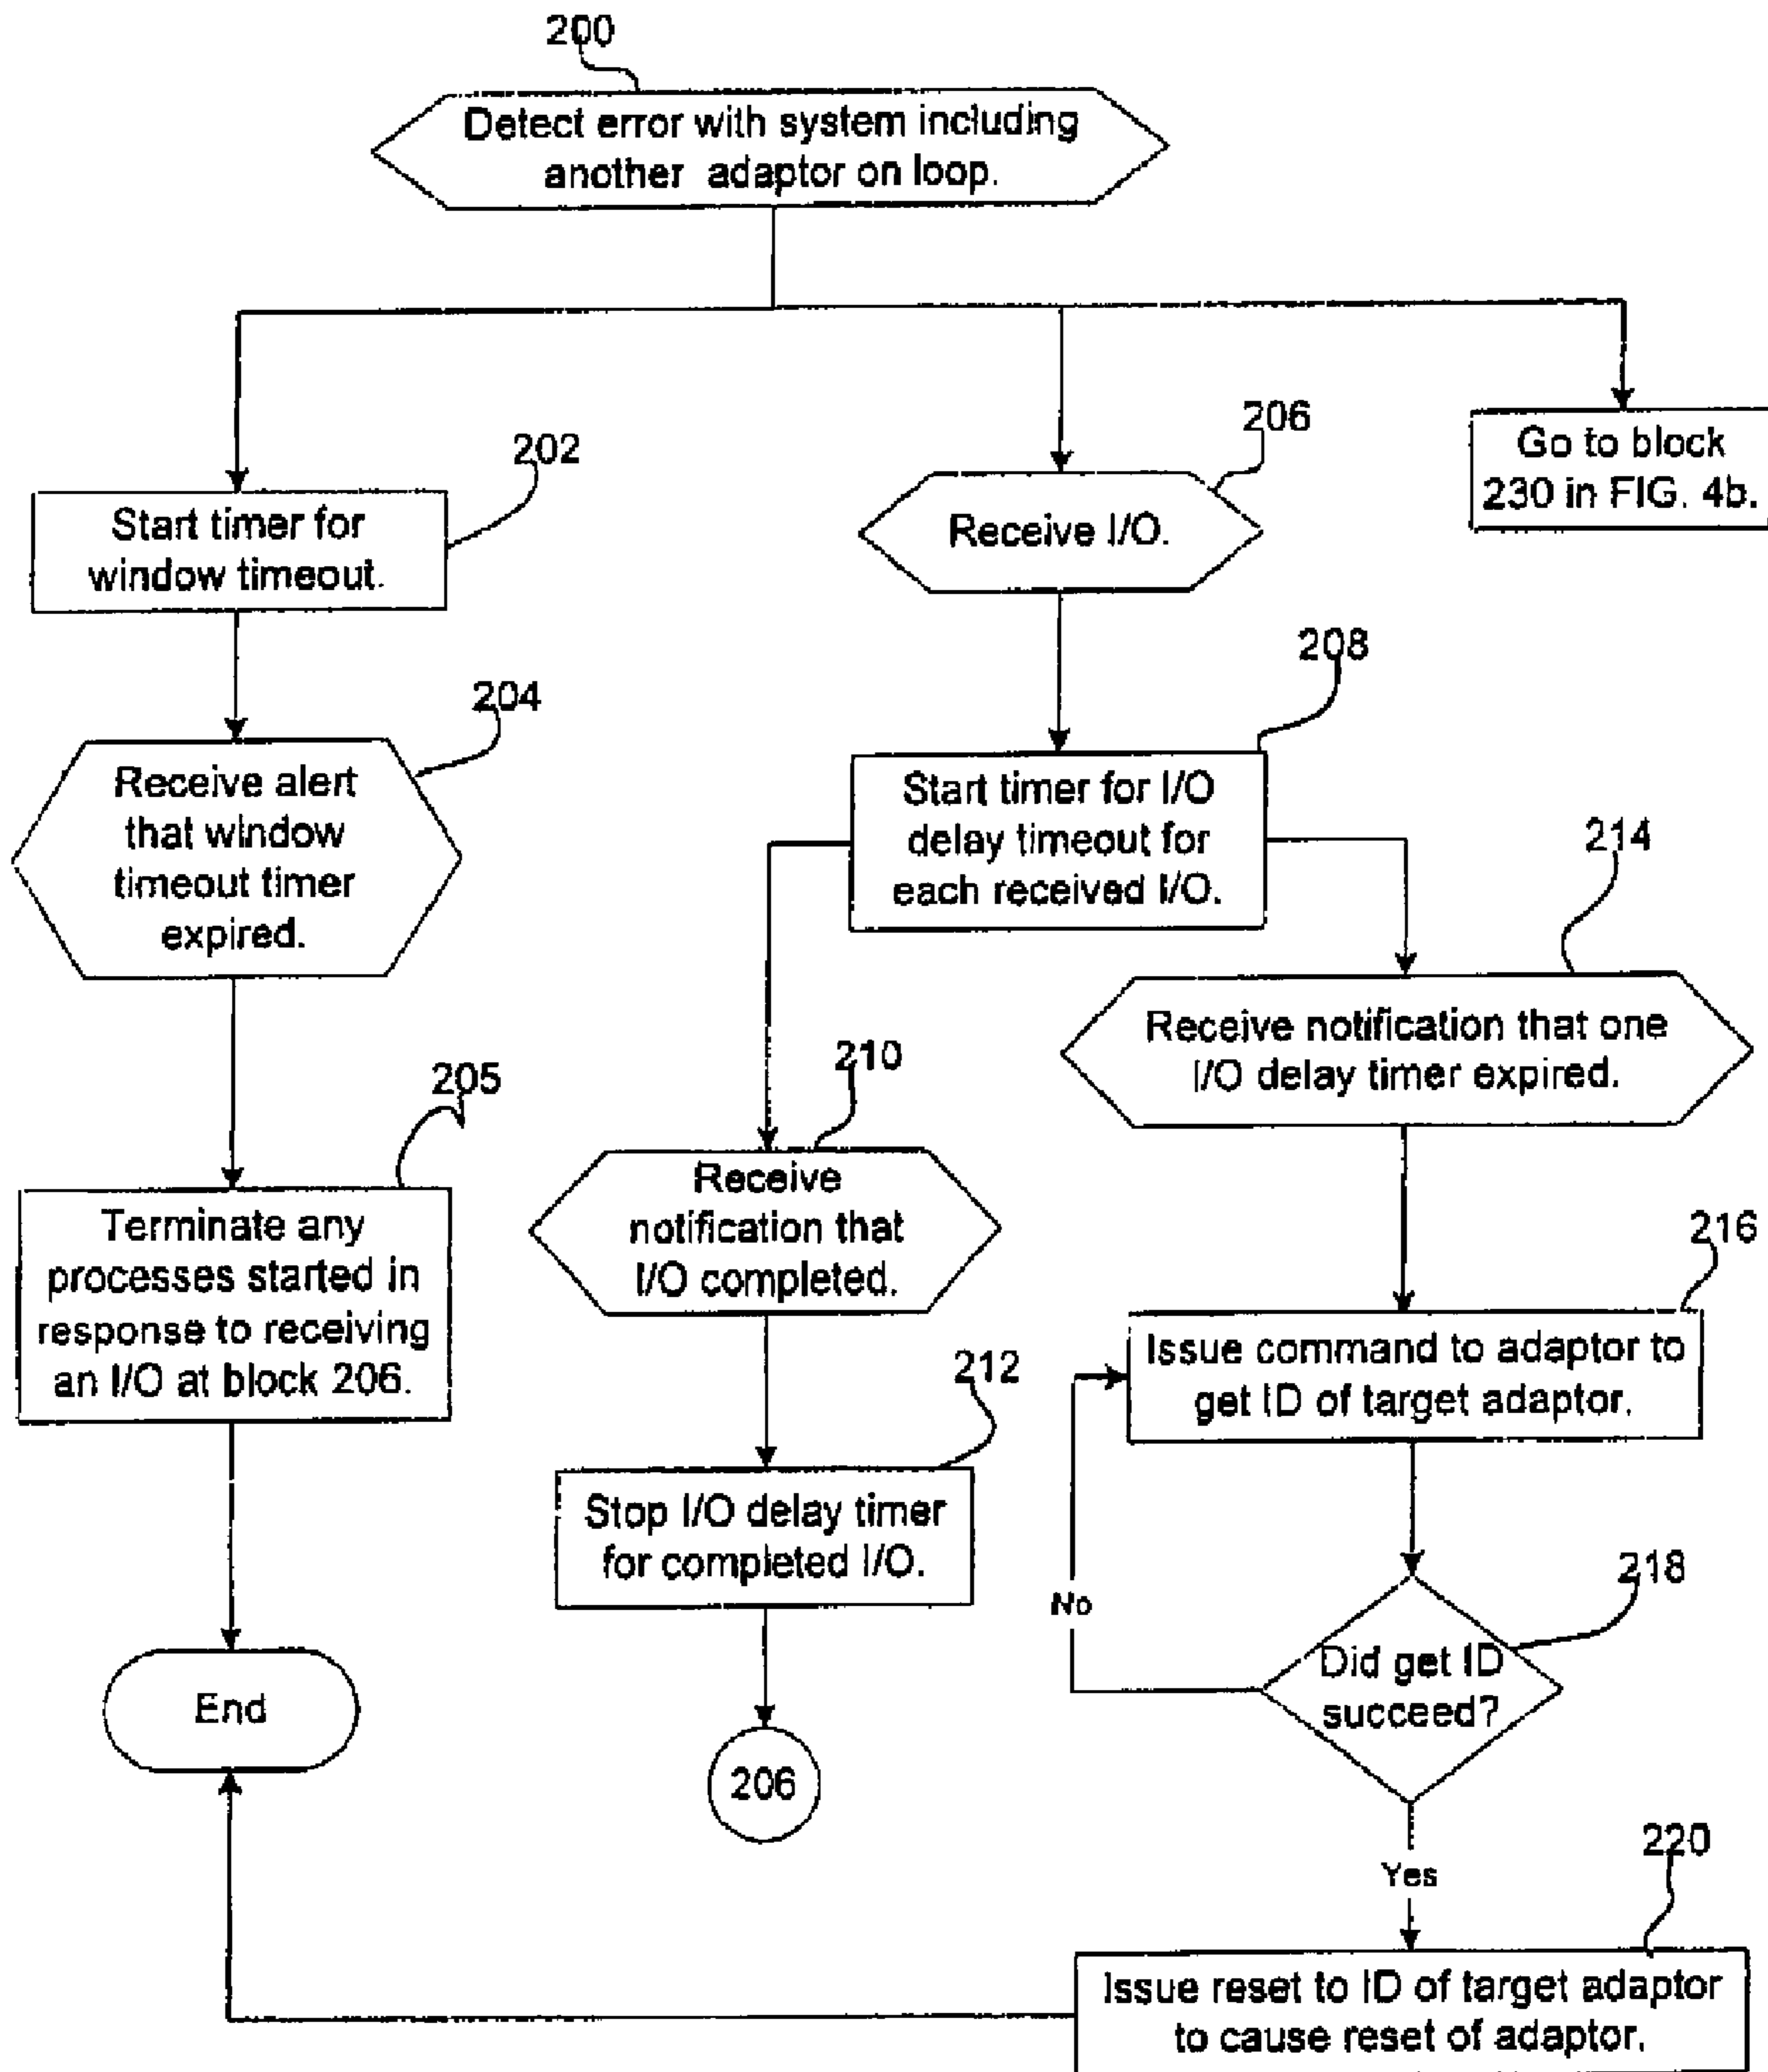 200
Detect error with system including
another adaptor on loop.
202
Start timer for
window timeout.
206
Receive I/O.
Go to block
230 in FIG. 4b.
204
Receive alert
that window
timeout timer
expired.
208
Start timer for I/O
delay timeout for
each received I/O.
214
Receive notification that one
I/O delay timer expired.
205
Terminate any
processes started in
response to receiving
an I/O at block 206.
210
Receive
notification that
I/O completed.
216
Issue command to adaptor to
get ID of target adaptor.
212
Stop I/O delay timer
for completed I/O.
218
Did get ID
succeed?
No
End
206
Yes
220
Issue reset to ID of target adaptor
to cause reset of adaptor.